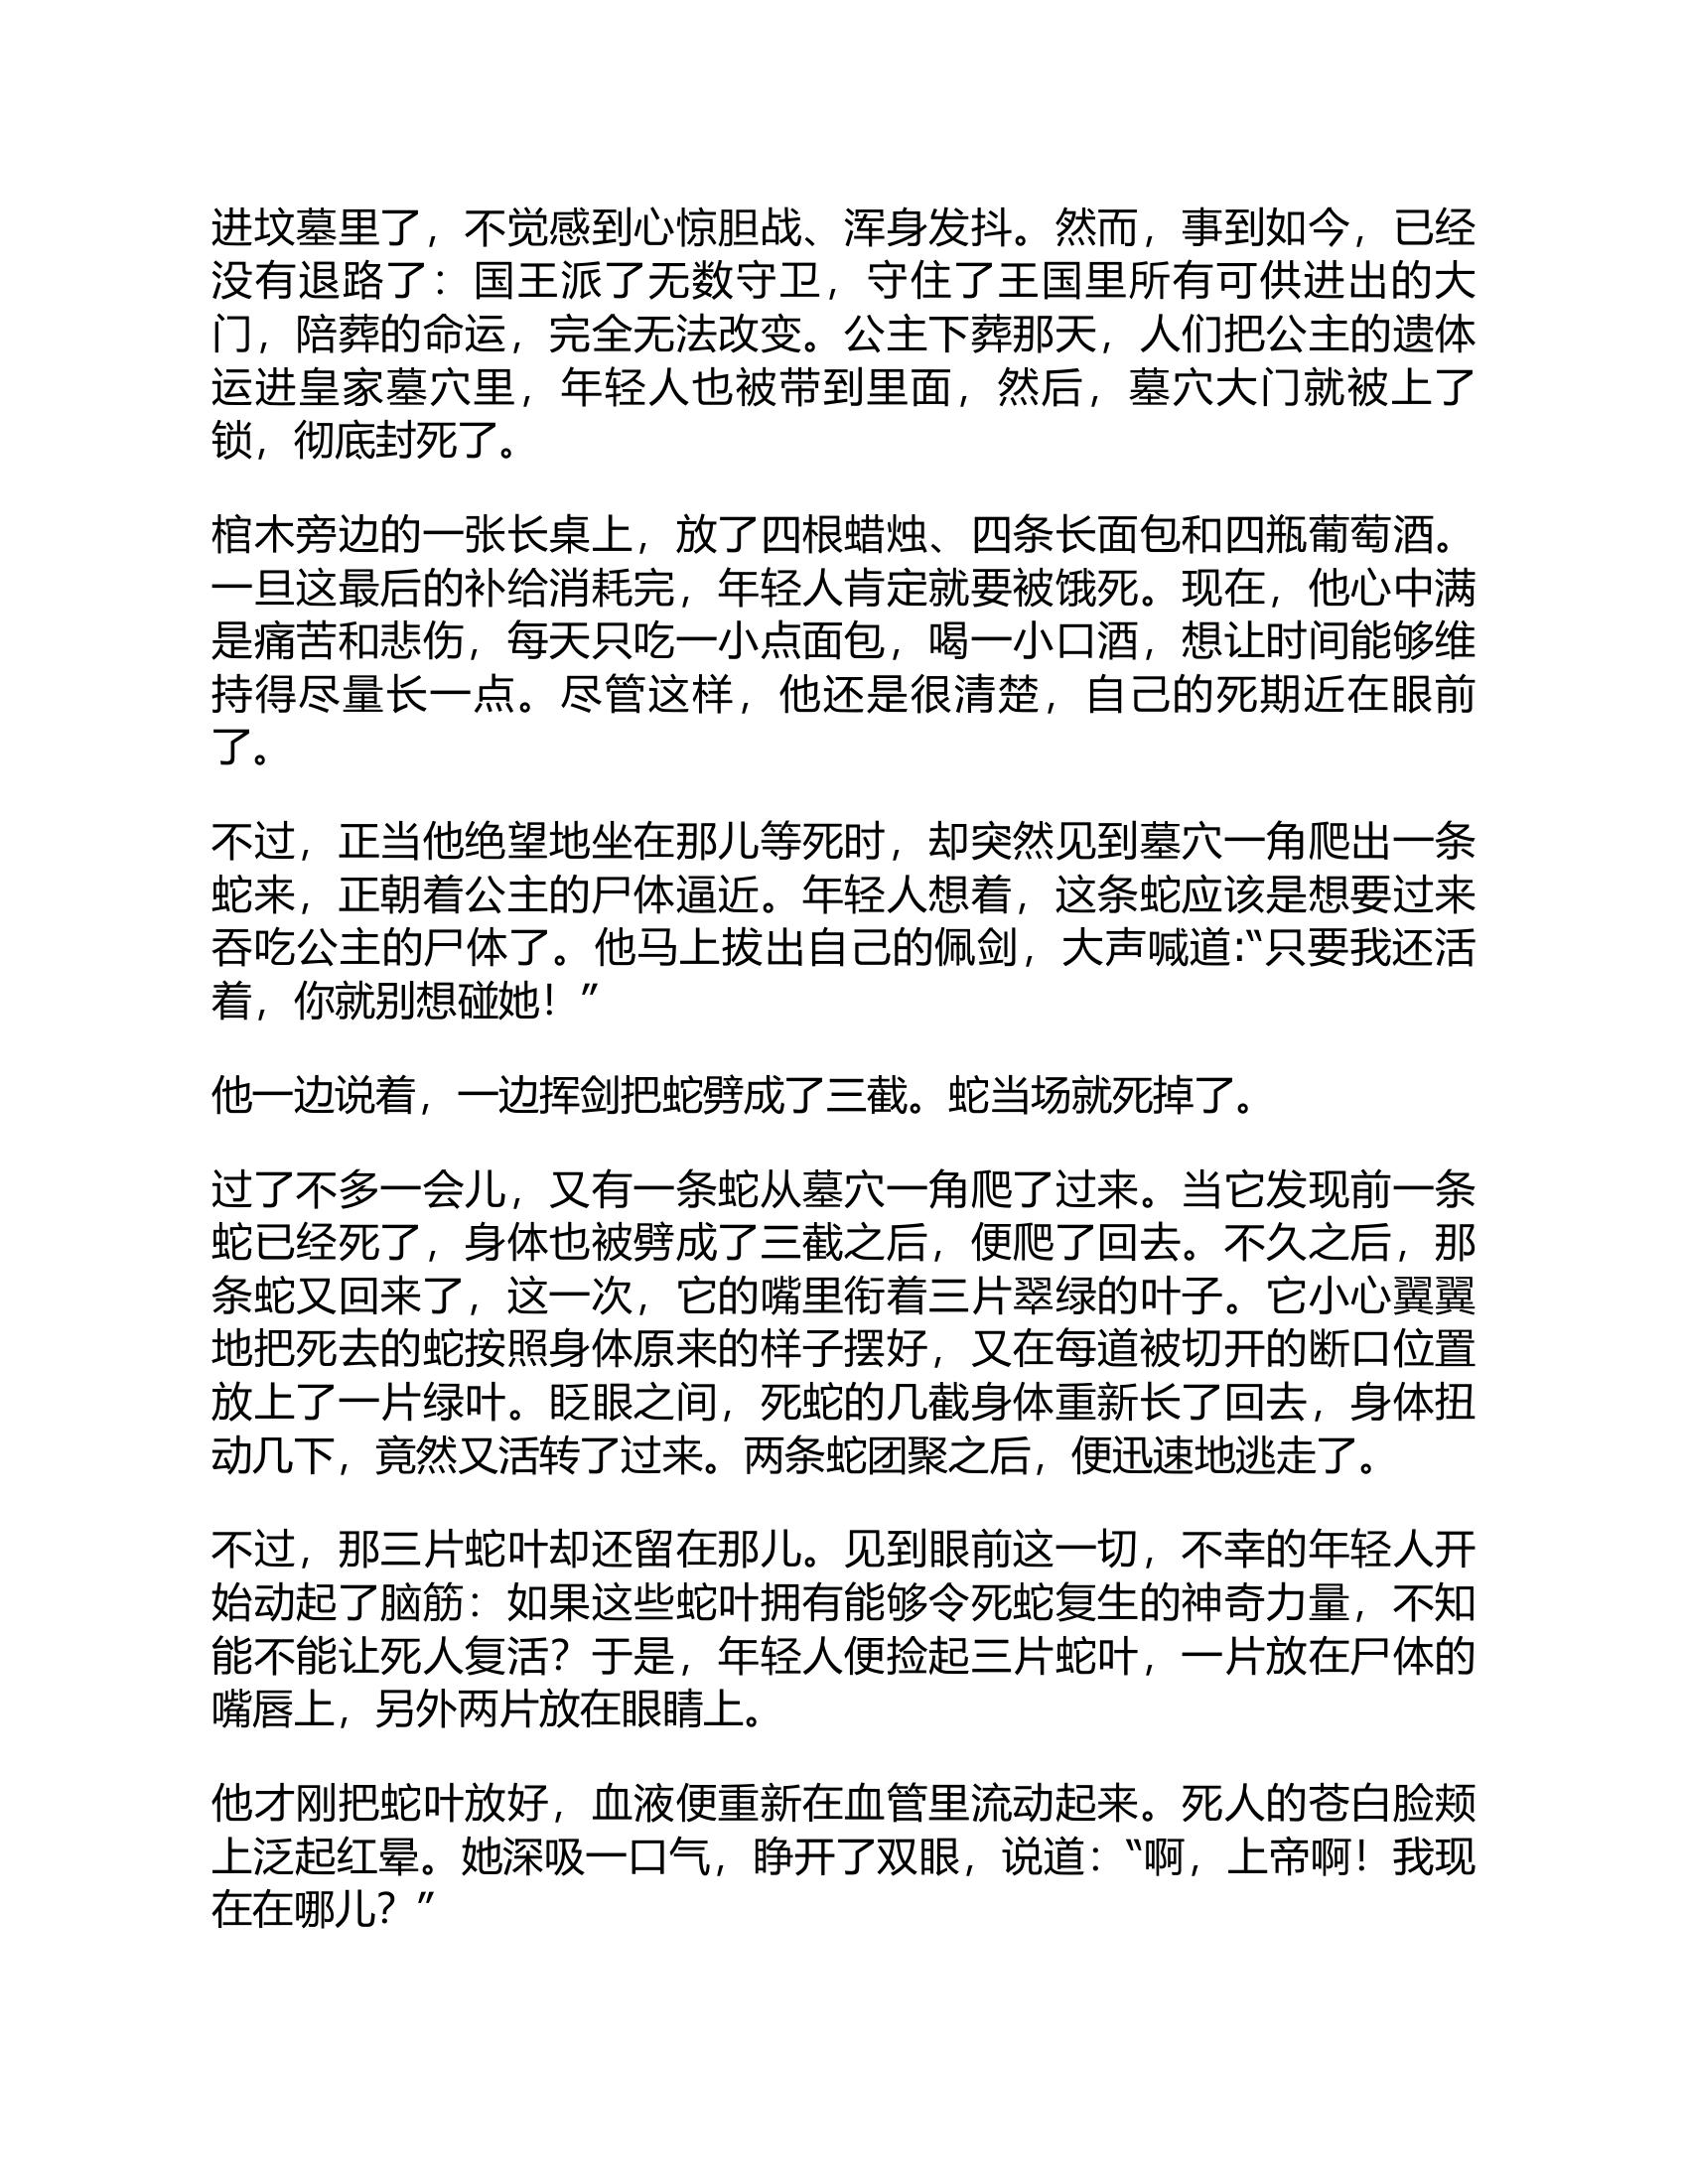 进坟墓里了，不觉感到心惊胆战、浑身发抖。然而，事到如今，已经
没有退路了：国王派了无数守卫，守住了王国里所有可供进出的大
门，陪葬的命运，完全无法改变。公主下葬那天，人们把公主的遗体
运进皇家墓穴里，年轻人也被带到里面，然后，墓穴大门就被上了
锁，彻底封死了。
棺木旁边的一张长桌上，放了四根蜡烛、四条长面包和四瓶葡萄酒。
一旦这最后的补给消耗完，年轻人肯定就要被饿死。现在，他心中满
是痛苦和悲伤，每天只吃一小点面包，喝一小口酒，想让时间能够维
持得尽量长一点。尽管这样，他还是很清楚，自己的死期近在眼前
了。
不过，正当他绝望地坐在那儿等死时，却突然见到墓穴一角爬出一条
蛇来，正朝着公主的尸体逼近。年轻人想着，这条蛇应该是想要过来
吞吃公主的尸体了。他马上拔出自己的佩剑，大声喊道:“只要我还活
着，你就别想碰她！”
他一边说着，一边挥剑把蛇劈成了三截。蛇当场就死掉了。
过了不多一会儿，又有一条蛇从墓穴一角爬了过来。当它发现前一条
蛇已经死了，身体也被劈成了三截之后，便爬了回去。不久之后，那
条蛇又回来了，这一次，它的嘴里衔着三片翠绿的叶子。它小心翼翼
地把死去的蛇按照身体原来的样子摆好，又在每道被切开的断口位置
放上了一片绿叶。眨眼之间，死蛇的几截身体重新长了回去，身体扭
动几下，竟然又活转了过来。两条蛇团聚之后，便迅速地逃走了。
不过，那三片蛇叶却还留在那儿。见到眼前这一切，不幸的年轻人开
始动起了脑筋：如果这些蛇叶拥有能够令死蛇复生的神奇力量，不知
能不能让死人复活？于是，年轻人便捡起三片蛇叶，一片放在尸体的
嘴唇上，另外两片放在眼睛上。
他才刚把蛇叶放好，血液便重新在血管里流动起来。死人的苍白脸颊
上泛起红晕。她深吸一口气，睁开了双眼，说道：“啊，上帝啊！我现
在在哪儿？”